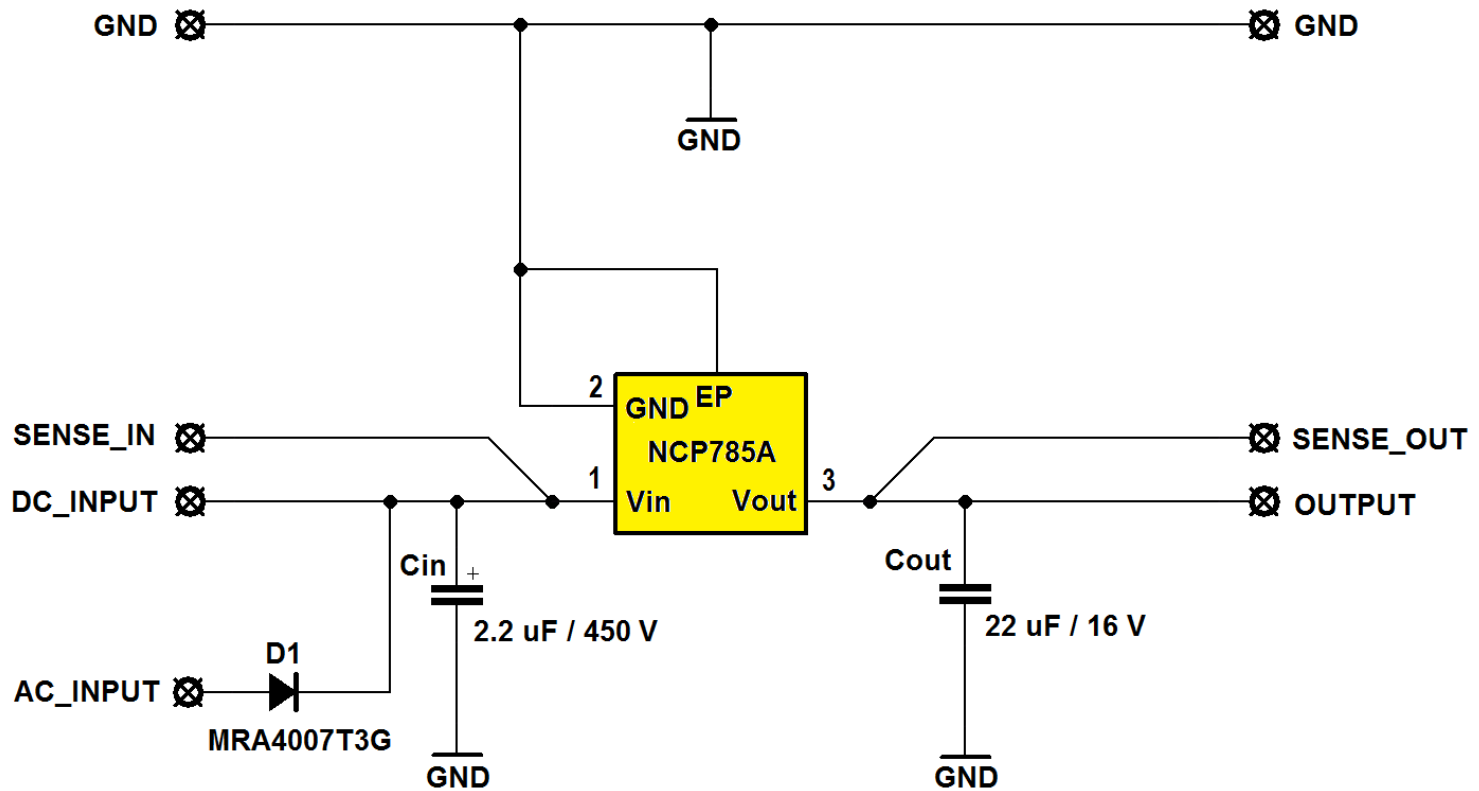 GND
GND
GND
2
GND
EP
NCP785A
SENSE_IN
SENSE_OUT
1
3
DC_INPUT
Vin
Vout
OUTPUT
Cin
+
Cout
2.2 uF / 450 V
22 uF / 16 V
D1
AC_INPUT
MRA4007T3G
GND
GND